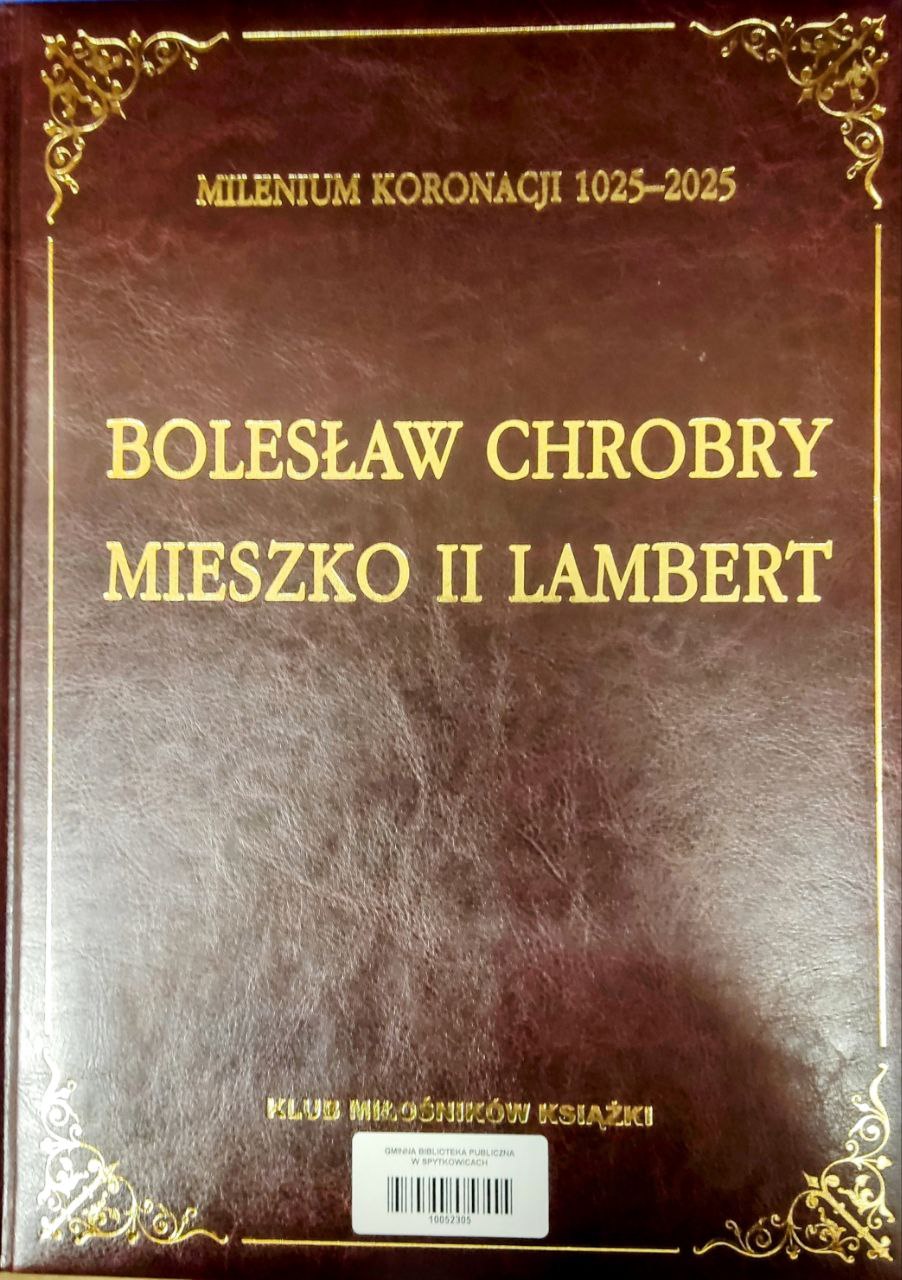 MILENIUM KORONACJI 1025–2025
BOLESŁAW CHROBRY
MIESZKO II LAMBERT
KLUB MIŁOŚNIKÓW KSIĄŻKI
GMINNA BIBLIOTEKA PUBLICZNA
W SPYTKOWICACH
10052305